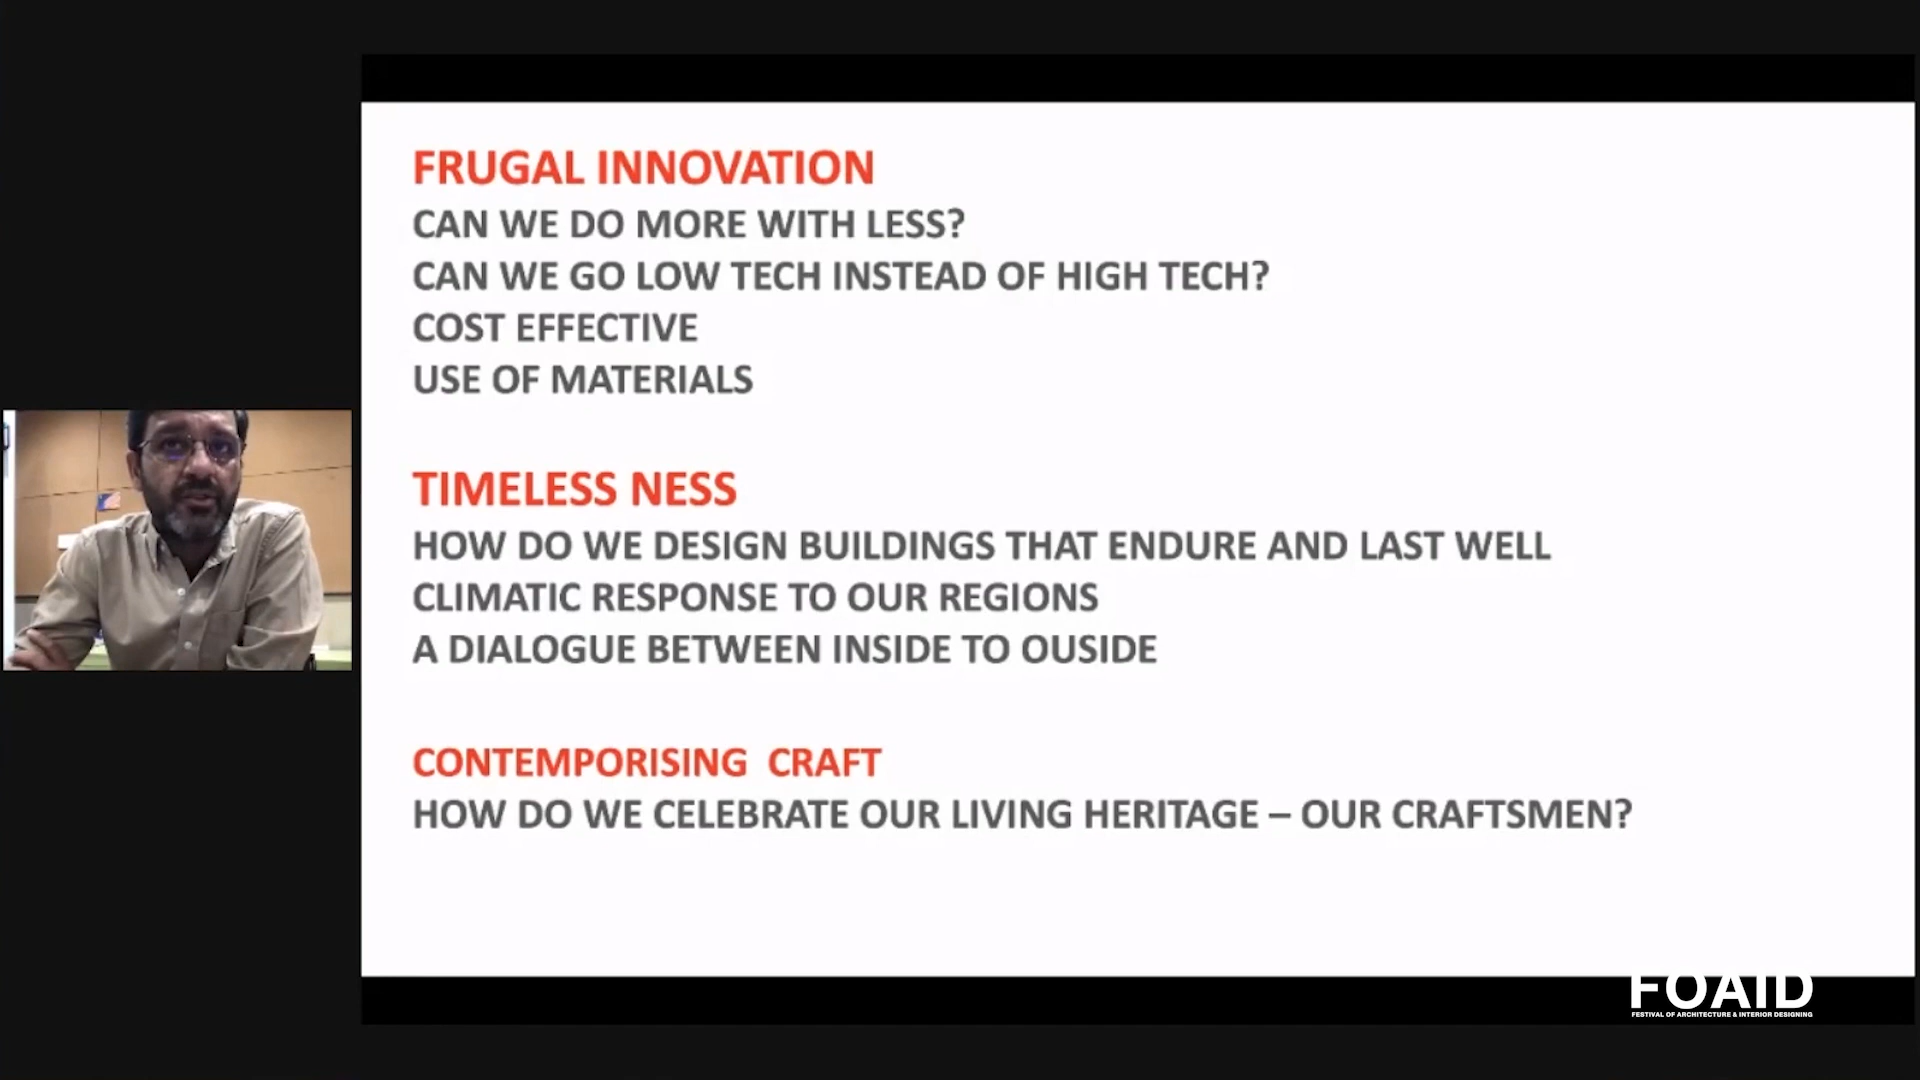 FRUGAL INNOVATION
CAN WE DO MORE WITH LESS?
CAN WE GO LOW TECH INSTEAD OF HIGH TECH?
COST EFFECTIVE
USE OF MATERIALS
TIMELESS NESS
HOW DO WE DESIGN BUILDINGS THAT ENDURE AND LAST WELL
CLIMATIC RESPONSE TO OUR REGIONS
A DIALOGUE BETWEEN INSIDE TO OUSIDE
CONTEMPORISING  CRAFT
HOW DO WE CELEBRATE OUR LIVING HERITAGE – OUR CRAFTSMEN?
FOAID
FESTIVAL OF ARCHITECTURE & INTERIOR DESIGNING